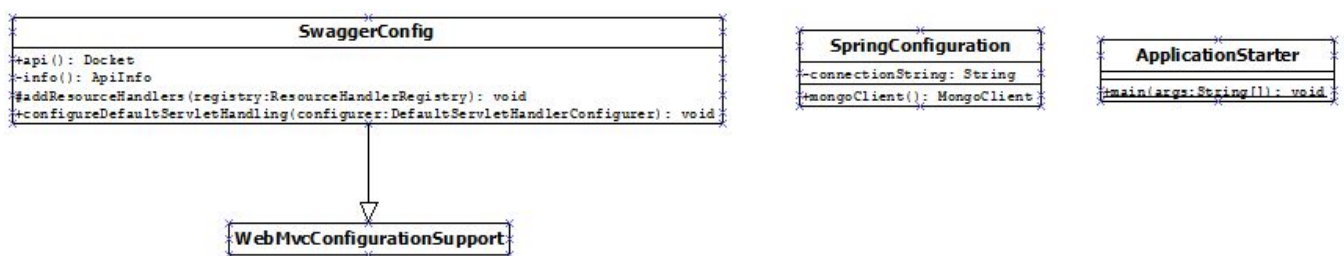 SwaggerConfig
+api(): Docket
-info(): ApiInfo
#addResourceHandlers(registry:ResourceHandlerRegistry): void
+configureDefaultServletHandling(configurer:DefaultServletHandlerConfigurer): void
WebMvcConfigurationSupport
SpringConfiguration
-connectionString: String
+mongoClient(): MongoClient
ApplicationStarter
+main(args:String[]): void